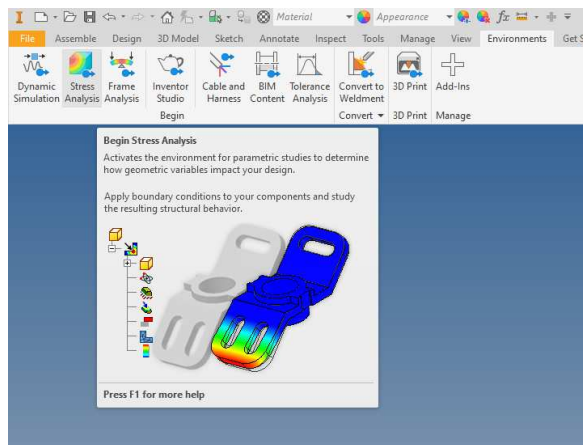 Material Appearance fx
File Assemble Design 3D Model Sketch Annotate Inspect Tools Manage View Environments Get S
Dynamic Simulation
Stress Analysis
Frame Analysis
Inventor Studio
Cable and Harness
BIM Content
Tolerance Analysis
Convert to Weldment
3D Print
Add-Ins
Begin Convert 3D Print Manage
Begin Stress Analysis
Activates the environment for parametric studies to determine
how geometric variables impact your design.
Apply boundary conditions to your components and study
the resulting structural behavior.
Press F1 for more help